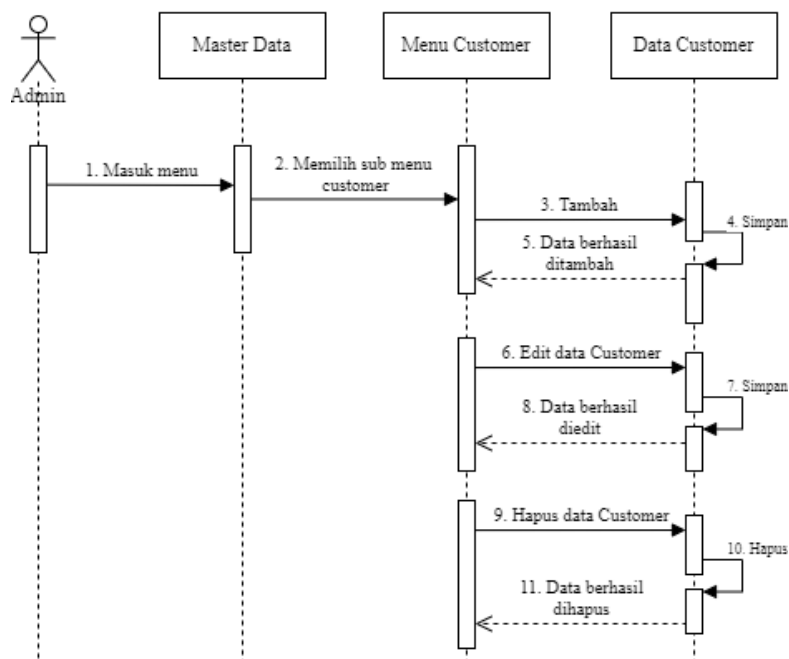 Master Data
Menu Customer
Data Customer
Admin
1. Masuk menu
2. Memilih sub menu
customer
3. Tambah
4. Simpan
5. Data berhasil
ditambah
6. Edit data Customer
7. Simpan
8. Data berhasil
diedit
9. Hapus data Customer
10. Hapus
11. Data berhasil
dihapus